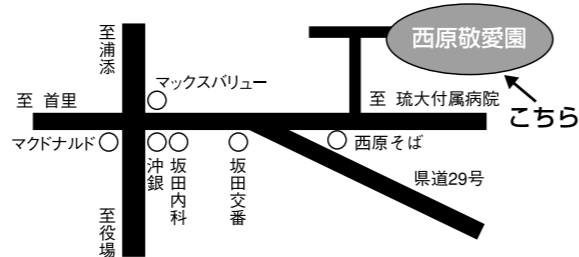 至浦添
西原敬愛園
マックスバリュー
至 首里
至 琉大付属病院
こちら
マクドナルド
西原そば
沖銀
坂田内科
坂田交番
県道29号
至役場